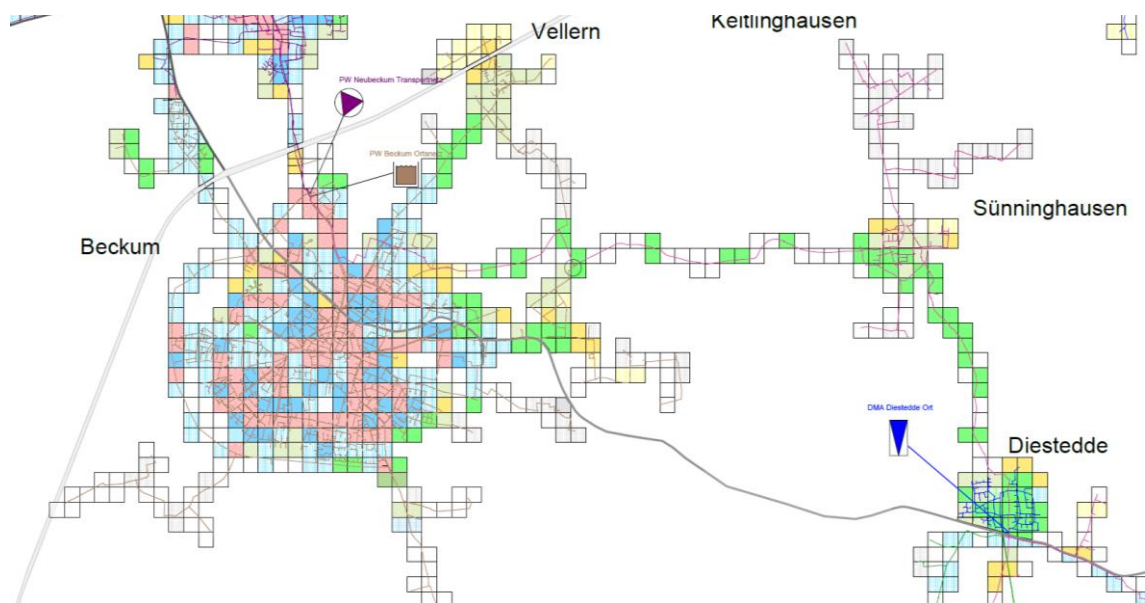 Keitlinghausen
Vellern
PW Neubeckum Transportnetz
PW Beckum Ortsnetz
Sünninghausen
Beckum
DMA Diestedde Ort
Diestedde